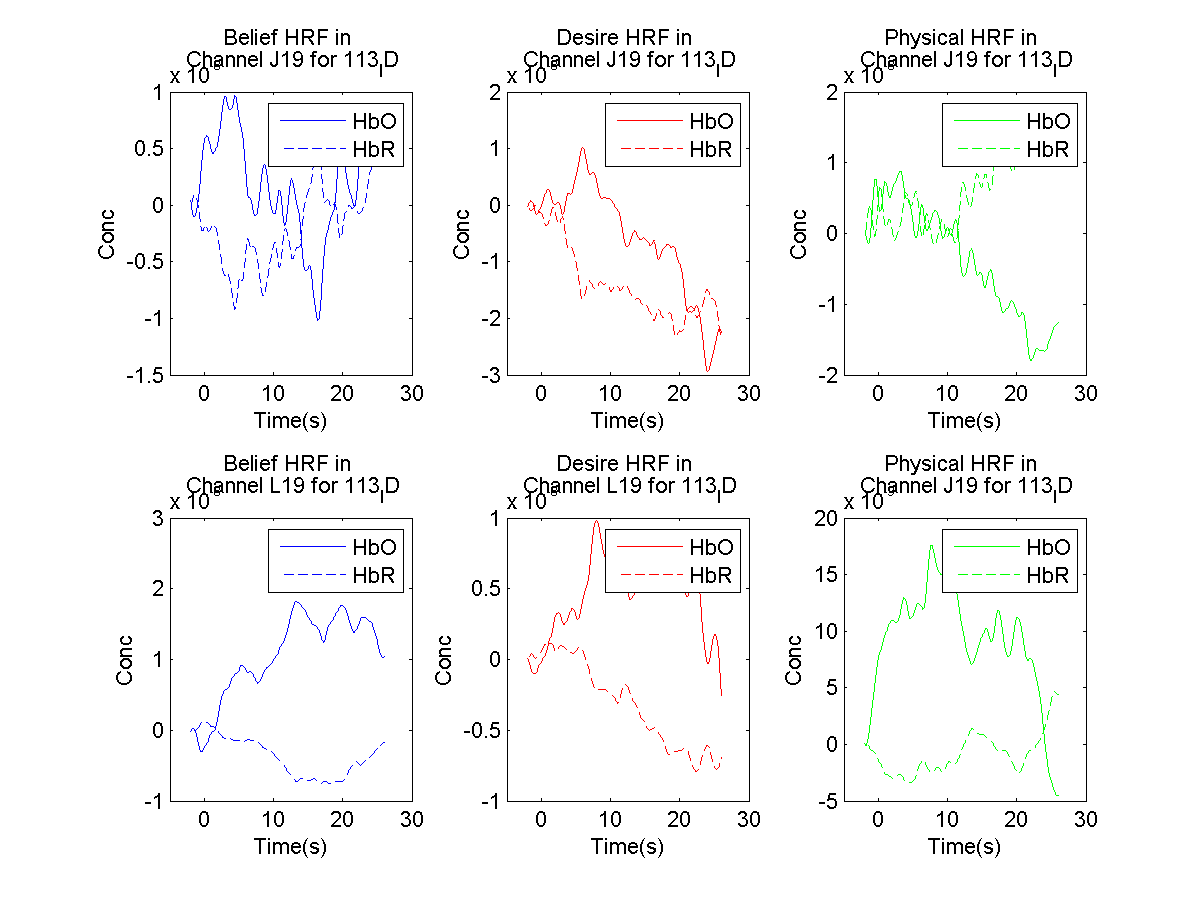 Belief HRF in
Channel J19 for 113 D
x 10
1
0.5
0
-0.5
-1
-1.5
Conc
0 10 20 30
Time(s)
HbO
HbR
Desire HRF in
Channel J19 for 113 D
x 10
2
1
0
-1
-2
-3
Conc
0 10 20 30
Time(s)
HbO
HbR
Physical HRF in
Channel J19 for 113 D
x 10
2
1
0
-1
-2
Conc
0 10 20 30
Time(s)
HbO
HbR
Belief HRF in
Channel L19 for 113 D
x 10
3
2
1
0
-1
Conc
0 10 20 30
Time(s)
HbO
HbR
Desire HRF in
Channel L19 for 113 D
x 10
1
0.5
0
-0.5
-1
Conc
0 10 20 30
Time(s)
HbO
HbR
Physical HRF in
Channel J19 for 113 D
x 10
20
15
10
5
0
-5
Conc
0 10 20 30
Time(s)
HbO
HbR